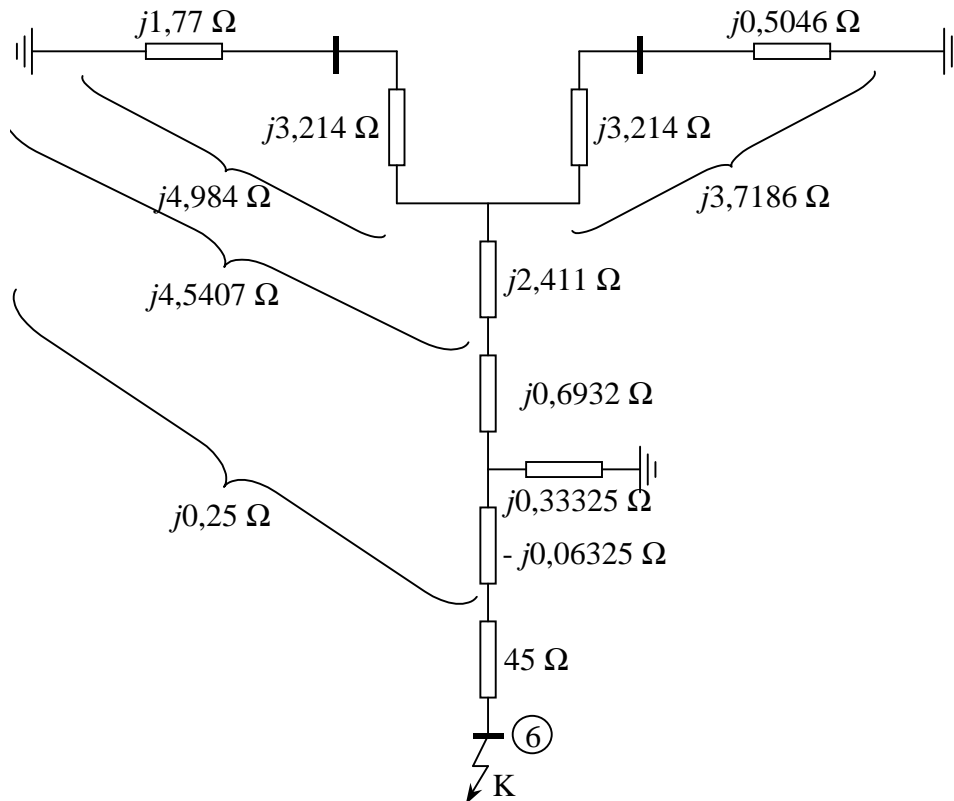 j1,77 Ω
j0,5046 Ω
j3,214 Ω
j3,214 Ω
j4,984 Ω
j3,7186 Ω
j2,411 Ω
j4,5407 Ω
j0,6932 Ω
j0,33325 Ω
j0,25 Ω
- j0,06325 Ω
45 Ω
6
K